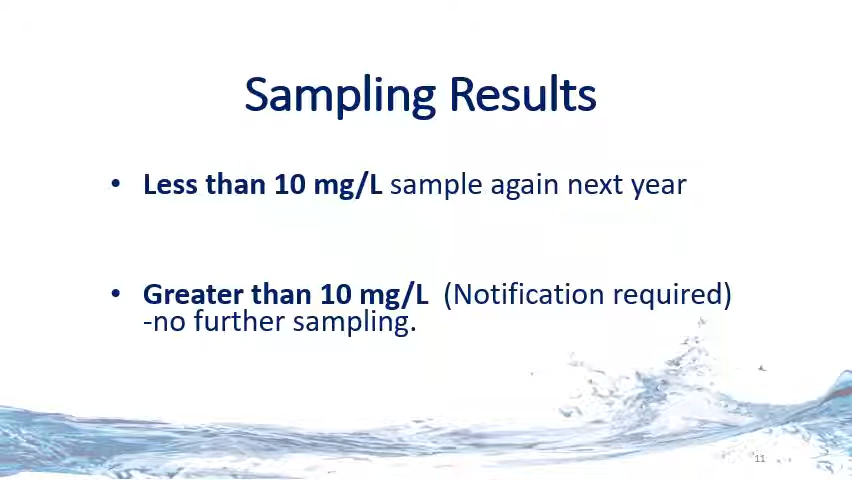 Sampling Results
• Less than 10 mg/L sample again next year
• Greater than 10 mg/L (Notification required)
-no further sampling.
11